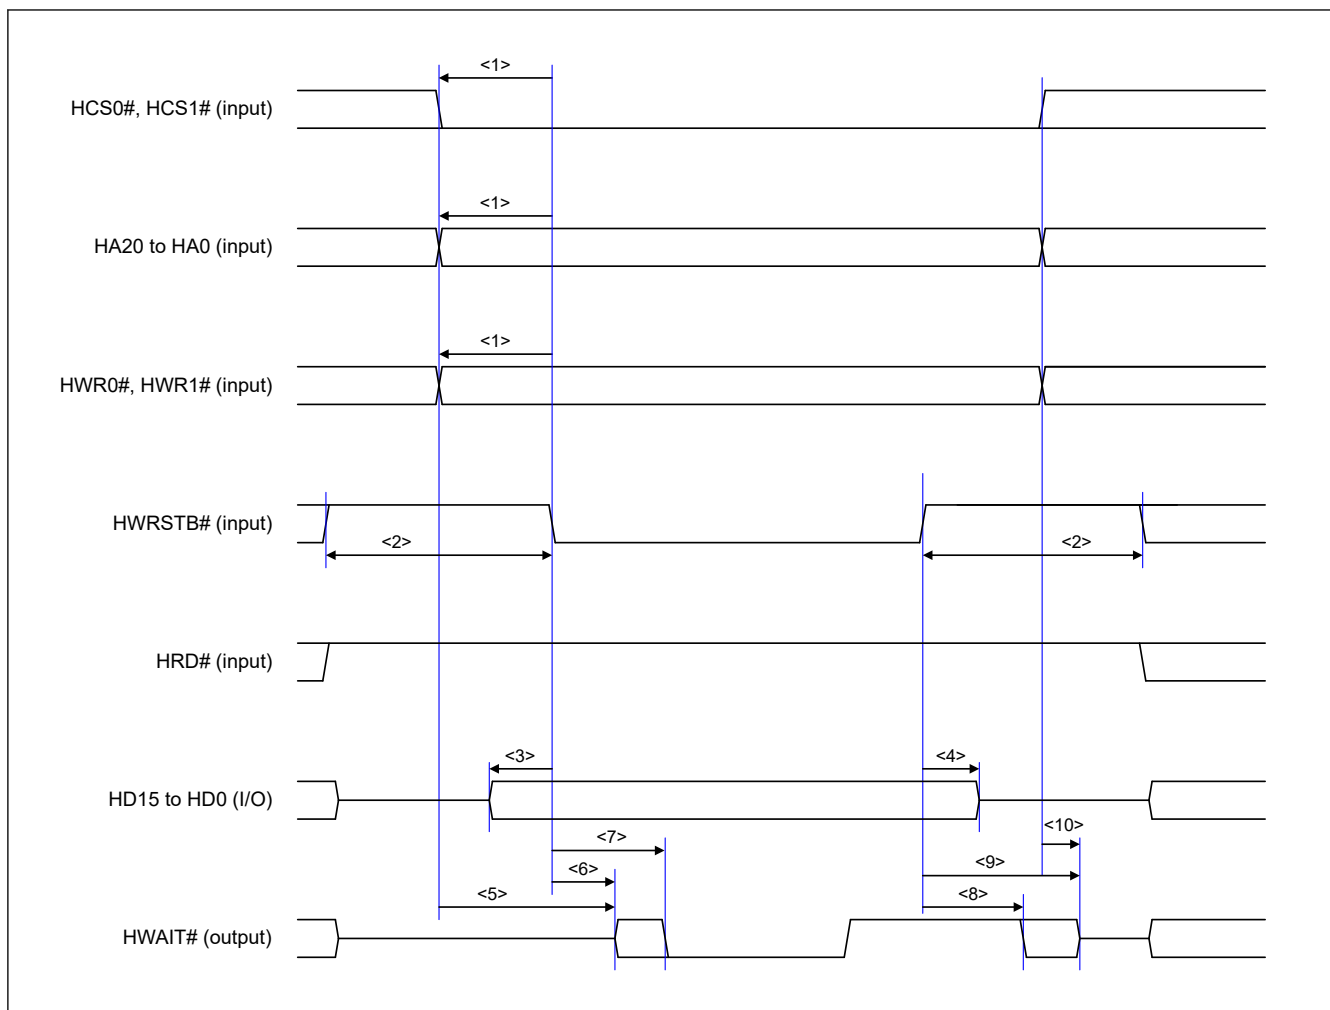 <1>
HCS0#, HCS1# (input)
<1>
HA20 to HA0 (input)
<1>
HWR0#, HWR1# (input)
HWRSTB# (input)
<2>
<2>
HRD# (input)
<3>
<4>
HD15 to HD0 (I/O)
<10>
<7>
<9>
<6>
<5>
<8>
HWAIT# (output)